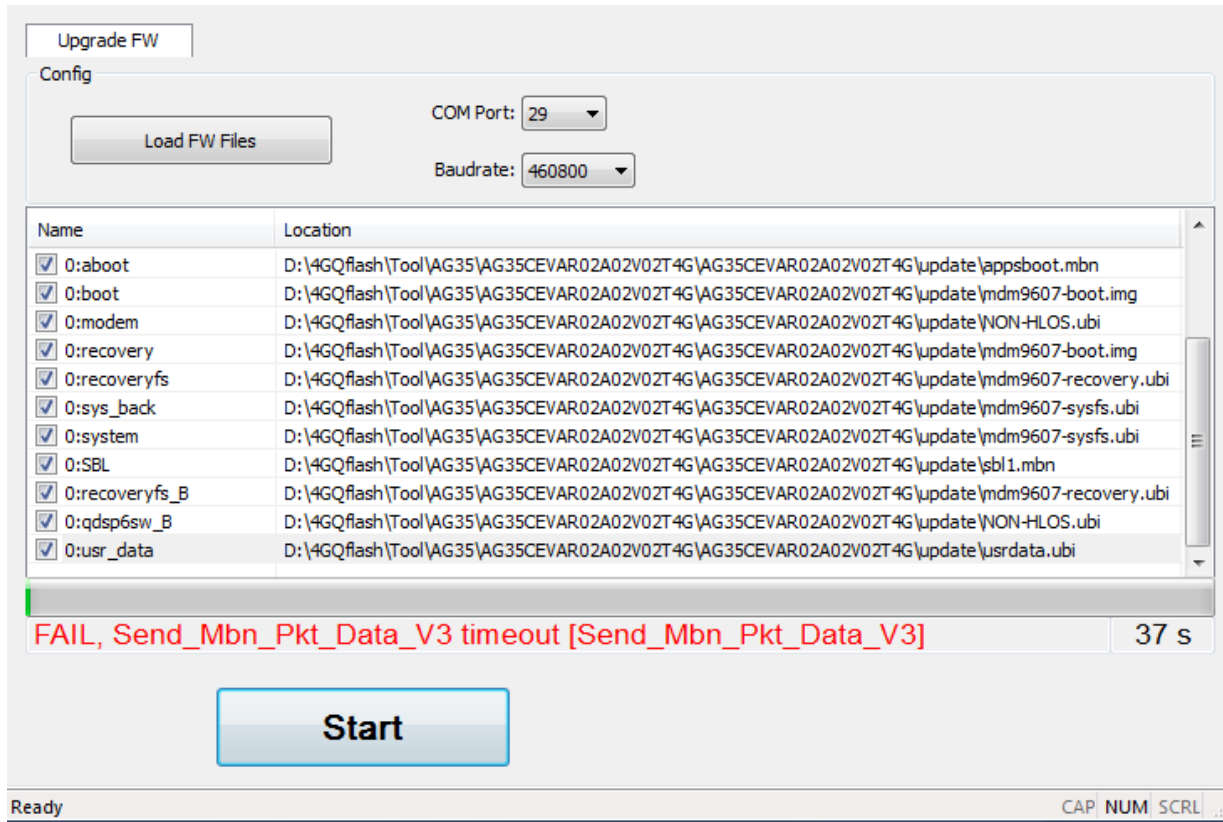 Upgrade FW
Config
Load FW Files
COM Port: 29
Baudrate: 460800
Name Location
0:aboot D:\4GQflash\Tool\AG35\AG35CEVAR02A02V02T4G\AG35CEVAR02A02V02T4G\update\appsboot.mbn
0:boot D:\4GQflash\Tool\AG35\AG35CEVAR02A02V02T4G\AG35CEVAR02A02V02T4G\update\mdm9607-boot.img
0:modem D:\4GQflash\Tool\AG35\AG35CEVAR02A02V02T4G\AG35CEVAR02A02V02T4G\update\NON-HLOS.ubi
0:recovery D:\4GQflash\Tool\AG35\AG35CEVAR02A02V02T4G\AG35CEVAR02A02V02T4G\update\mdm9607-boot.img
0:recoveryfs D:\4GQflash\Tool\AG35\AG35CEVAR02A02V02T4G\AG35CEVAR02A02V02T4G\update\mdm9607-recovery.ubi
0:sys_back D:\4GQflash\Tool\AG35\AG35CEVAR02A02V02T4G\AG35CEVAR02A02V02T4G\update\mdm9607-sysfs.ubi
0:system D:\4GQflash\Tool\AG35\AG35CEVAR02A02V02T4G\AG35CEVAR02A02V02T4G\update\mdm9607-sysfs.ubi
0:SBL D:\4GQflash\Tool\AG35\AG35CEVAR02A02V02T4G\AG35CEVAR02A02V02T4G\update\sbl1.mbn
0:recoveryfs_B D:\4GQflash\Tool\AG35\AG35CEVAR02A02V02T4G\AG35CEVAR02A02V02T4G\update\mdm9607-recovery.ubi
0:qdsp6sw_B D:\4GQflash\Tool\AG35\AG35CEVAR02A02V02T4G\AG35CEVAR02A02V02T4G\update\NON-HLOS.ubi
0:usr_data D:\4GQflash\Tool\AG35\AG35CEVAR02A02V02T4G\AG35CEVAR02A02V02T4G\update\usrdata.ubi
FAIL, Send_Mbn_Pkt_Data_V3 timeout [Send_Mbn_Pkt_Data_V3] 37 s
Start
Ready CAP NUM SCRL